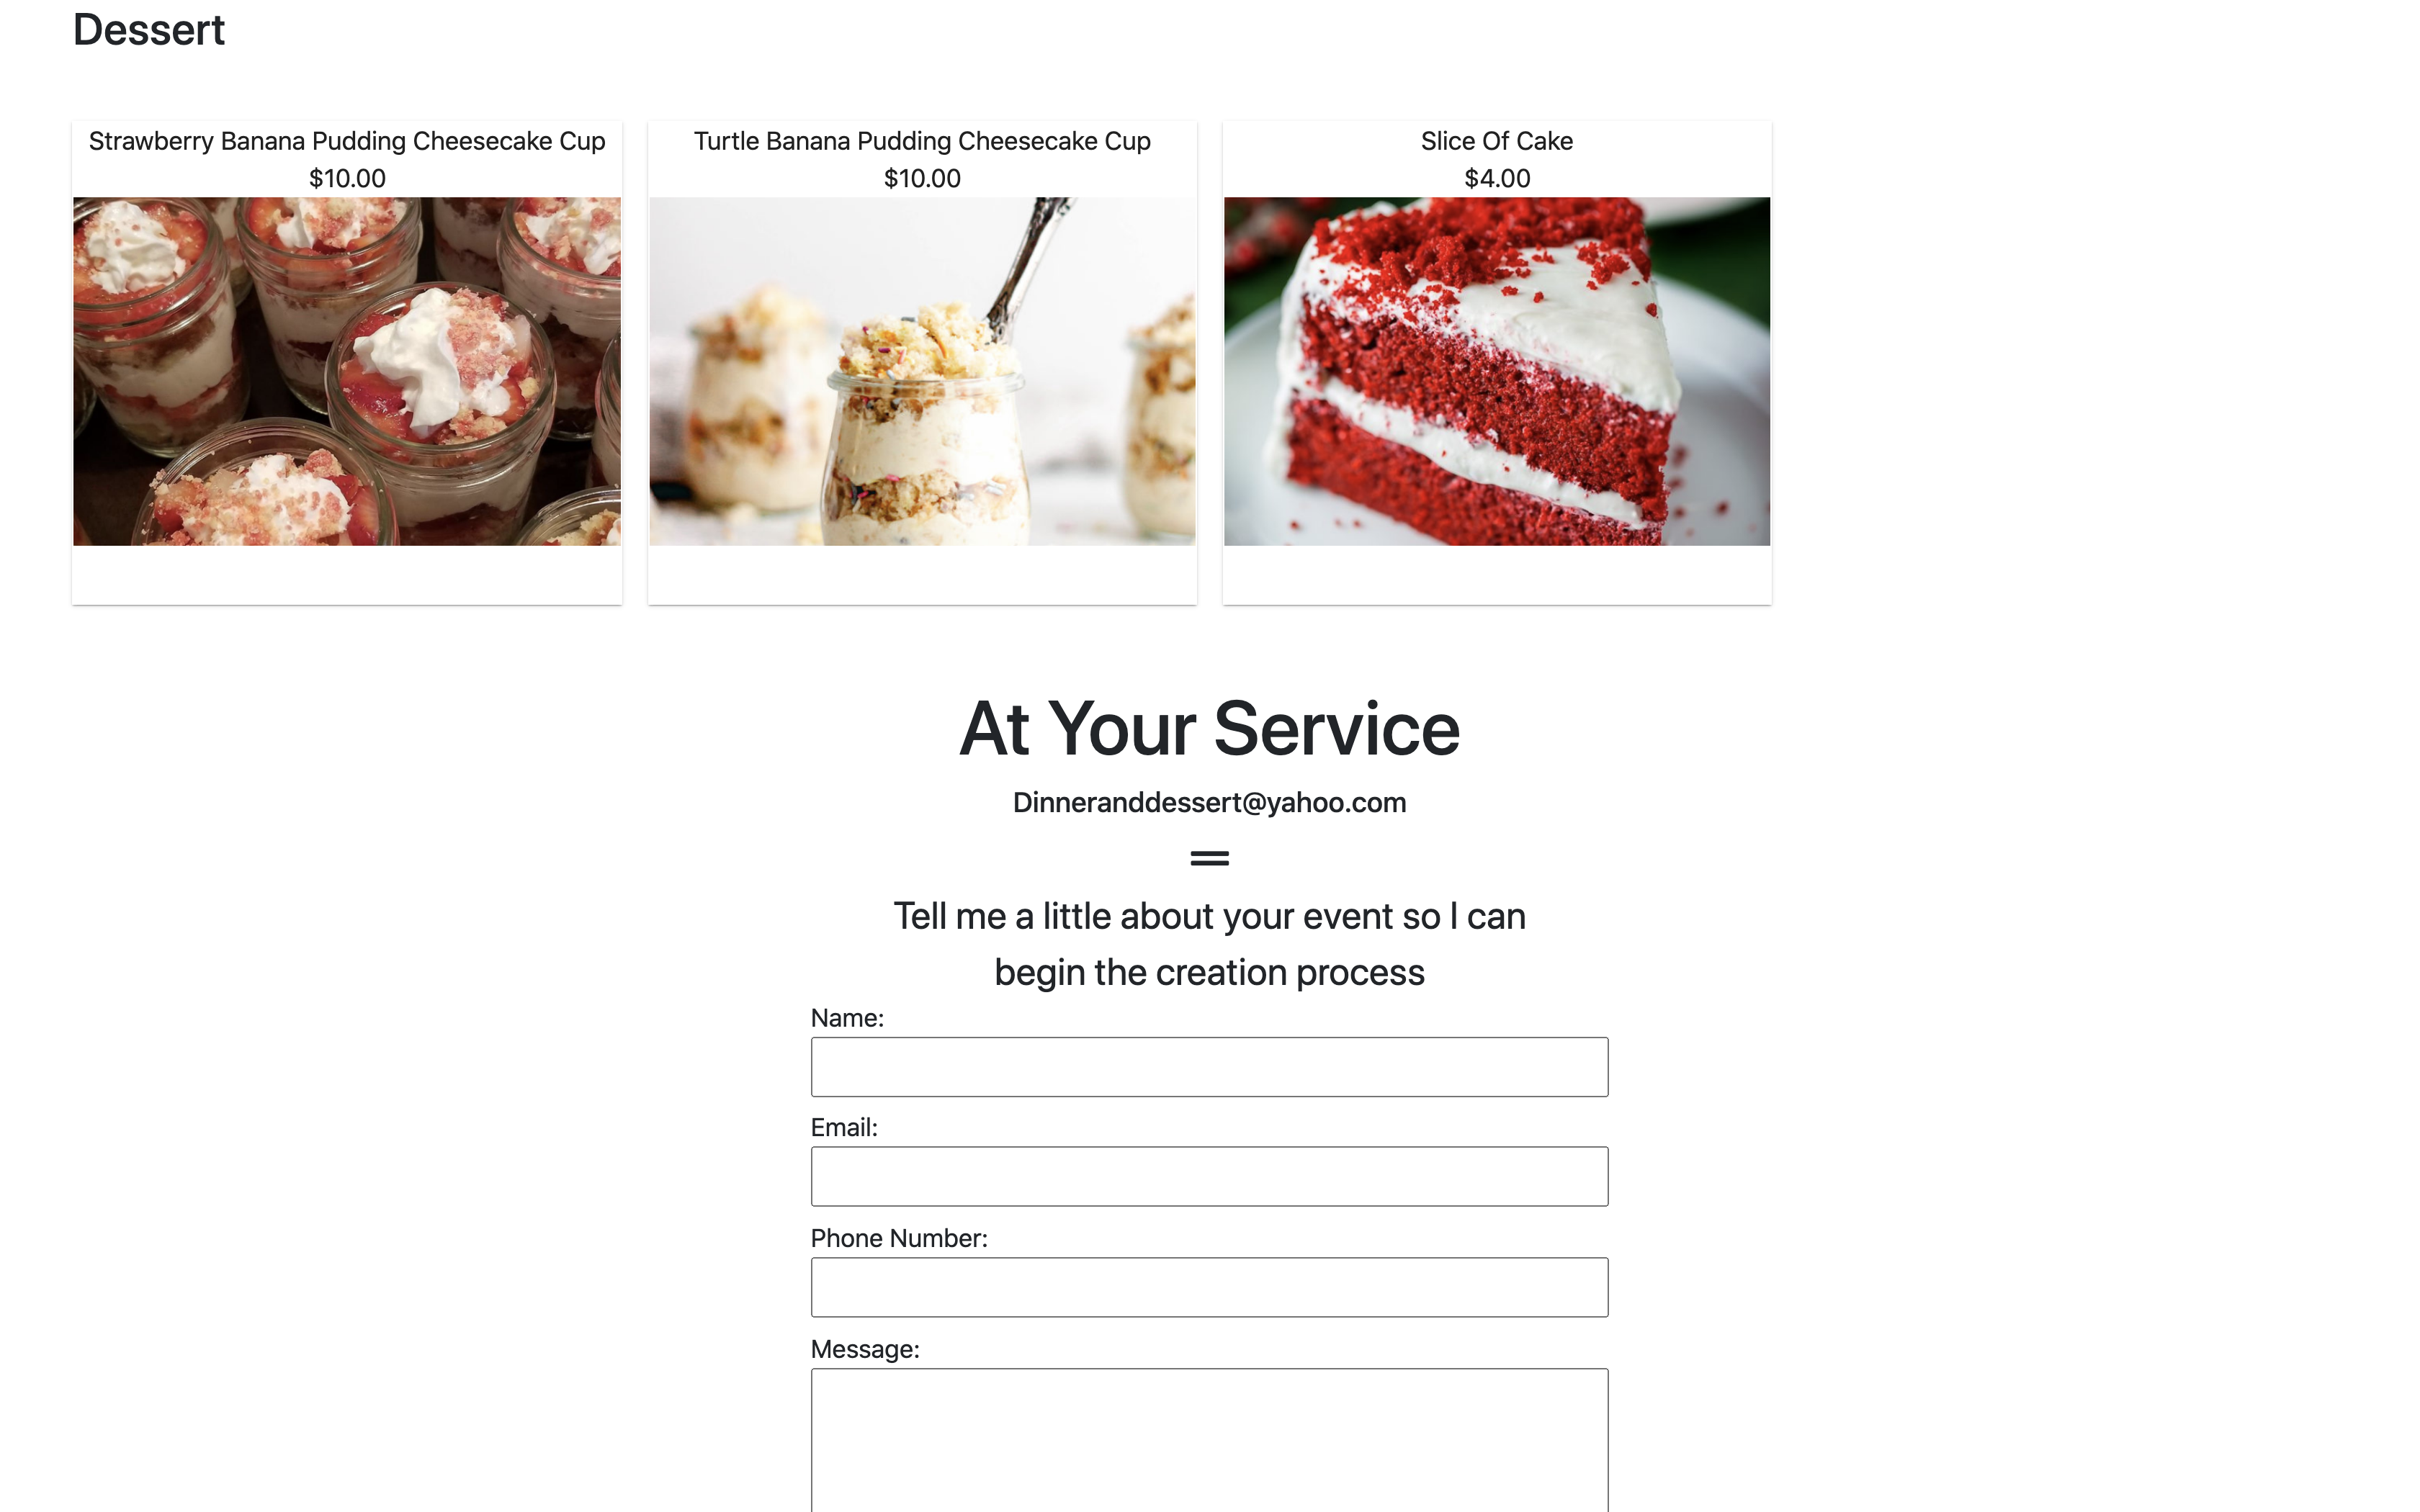 Dessert
Strawberry Banana Pudding Cheesecake Cup
$10.00
Turtle Banana Pudding Cheesecake Cup
$10.00
Slice Of Cake
$4.00
At Your Service
Dinneranddessert@yahoo.com
Tell me a little about your event so I can
begin the creation process
Name:
Email:
Phone Number:
Message: